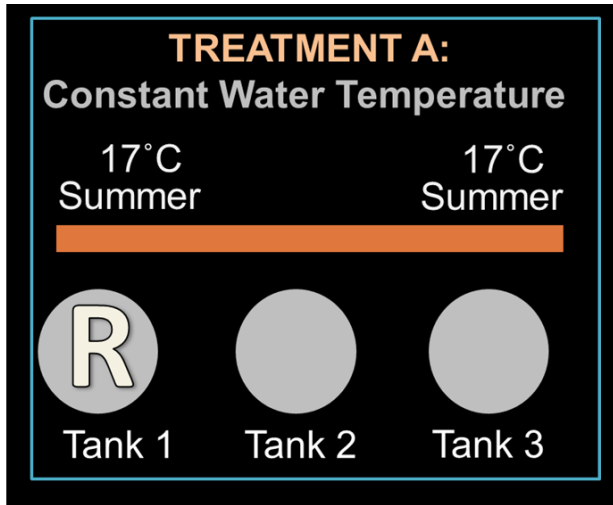 TREATMENT A:
Constant Water Temperature
17˚C 17˚C
Summer Summer
R
Tank 1 Tank 2 Tank 3